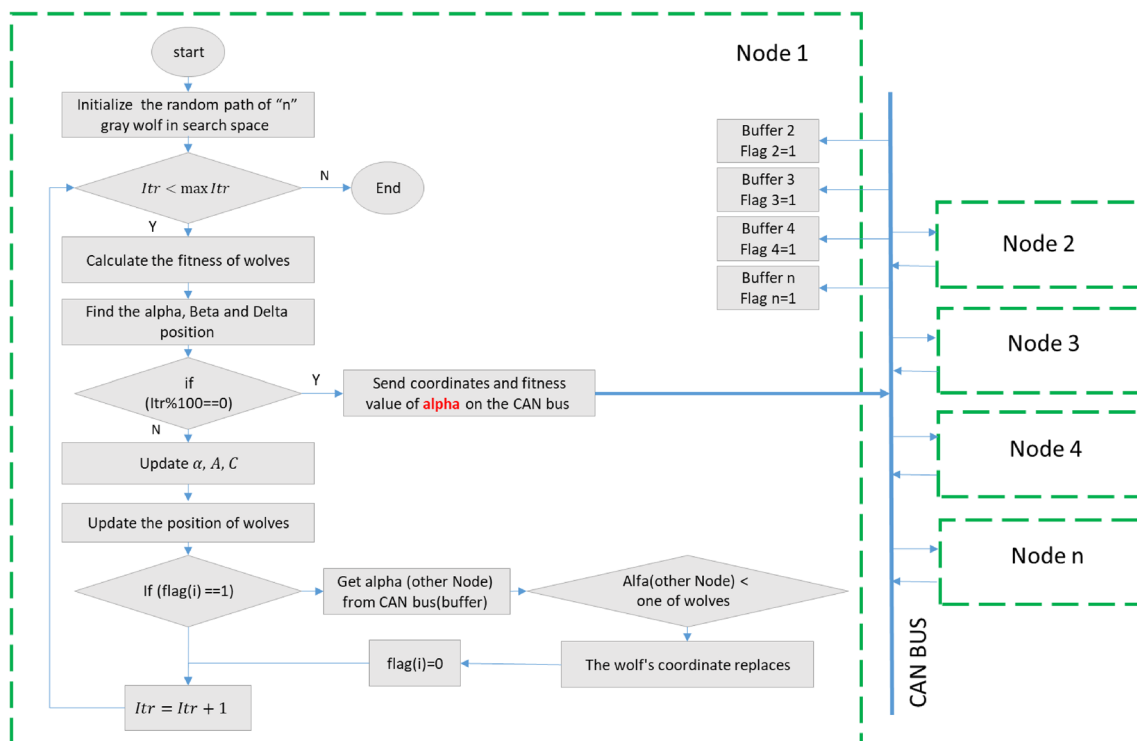 Node 1
start
Initialize the random path of “n”
gray wolf in search space
Itr < max Itr
N
End
Y
Calculate the fitness of wolves
Find the alpha, Beta and Delta
position
if
(Itr%100==0)
Y
Send coordinates and fitness
value of alpha on the CAN bus
N
Update α, A, C
Update the position of wolves
If (flag(i) ==1)
Get alpha (other Node)
from CAN bus(buffer)
Alfa(other Node) <
one of wolves
The wolf's coordinate replaces
flag(i)=0
Itr = Itr + 1
Buffer 2
Flag 2=1
Buffer 3
Flag 3=1
Buffer 4
Flag 4=1
Buffer n
Flag n=1
CAN BUS
Node 2
Node 3
Node 4
Node n